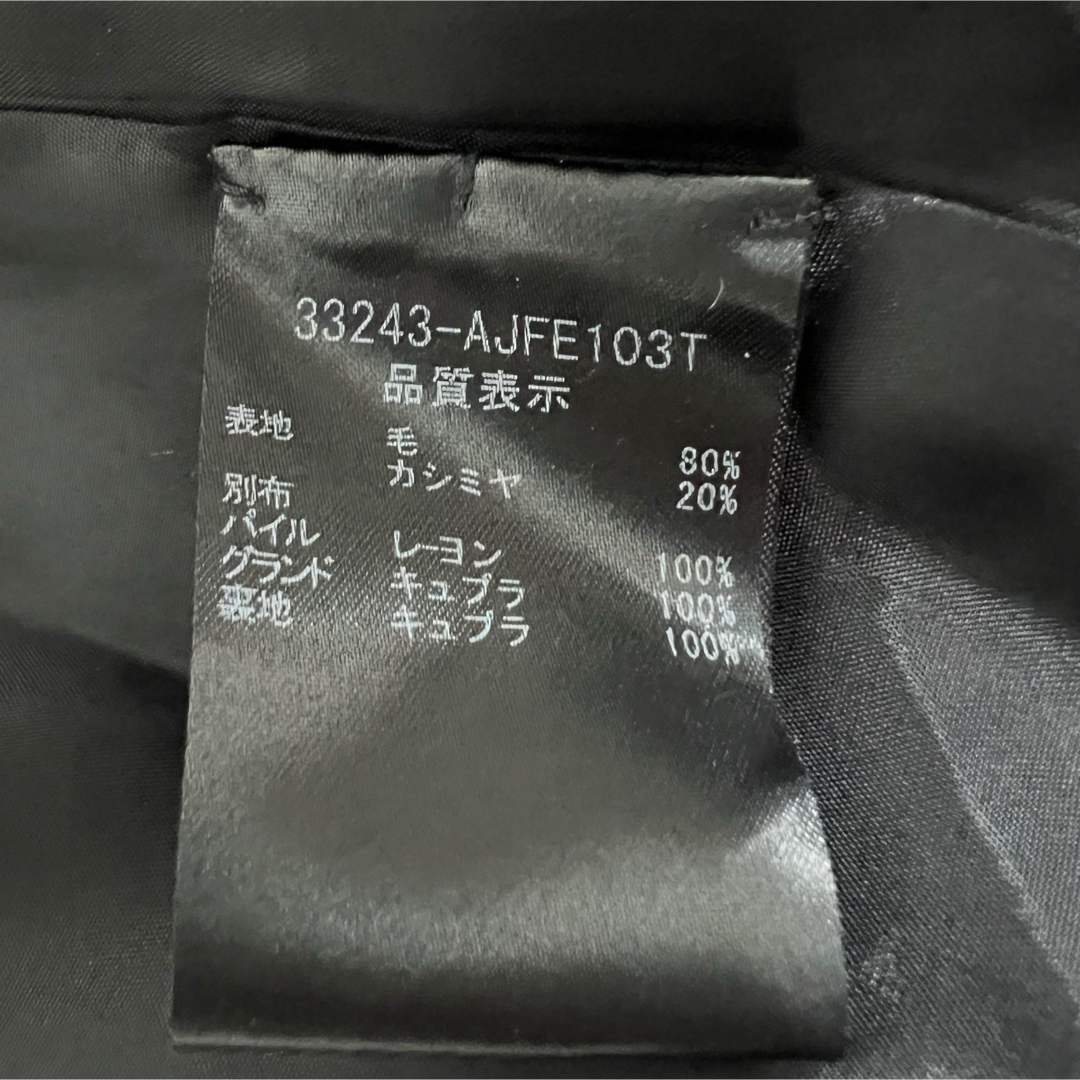 33243-AJFE103T
品質表示
表地 毛 80%
カシミヤ 20%
別布
パイル レーヨン 100%
グランド キュプラ 100%
裏地 キュプラ 100%